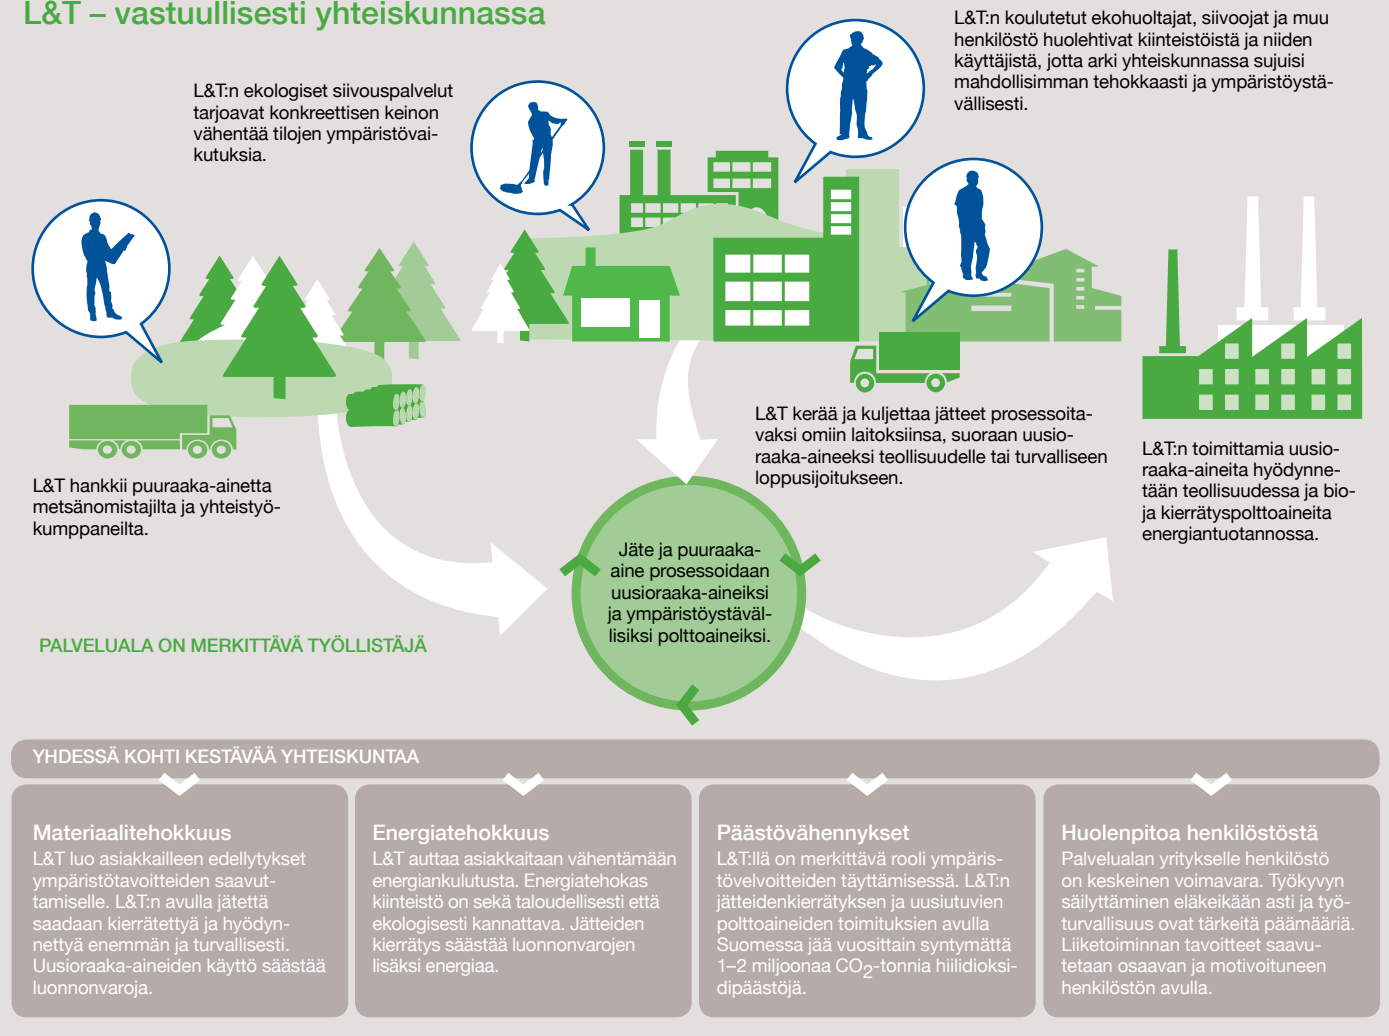 L&T – vastuullisesti yhteiskunnassa
L&T:n koulutetut ekohuoltajat, siivoojat ja muu
henkilöstö huolehtivat kiinteistöistä ja niiden
käyttäjistä, jotta arki yhteiskunnassa sujuisi
mahdollisimman tehokkaasti ja ympäristöystä-
vällisesti.
L&T:n ekologiset siivouspalvelut
tarjoavat konkreettisen keinon
vähentää tilojen ympäristövai-
kutuksia.
L&T hankkii puuraaka-ainetta
metsänomistajilta ja yhteistyö-
kumppaneilta.
L&T kerää ja kuljettaa jätteet prosessoita-
vaksi omiin laitoksiinsa, suoraan uusio-
raaka-aineeksi teollisuudelle tai turvalliseen
loppusijoitukseen.
L&T:n toimittamia uusio-
raaka-aineita hyödynne-
tään teollisuudessa ja bio-
ja kierrätyspolttoaineita
energiantuotannossa.
Jäte ja puuraaka-
aine prosessoidaan
uusioraaka-aineiksi
ja ympäristöystäväl-
lisiksi polttoaineiksi.
PALVELUALA ON MERKITTÄVÄ TYÖLLISTÄJÄ
YHDESSÄ KOHTI KESTÄVÄÄ YHTEISKUNTAA
Materiaalitehokkuus
L&T luo asiakkailleen edellytykset
ympäristötavoitteiden saavut-
tamiselle. L&T:n avulla jätettä
saadaan kierrätettyä ja hyödyn-
nettyä enemmän ja turvallisesti.
Uusioraaka-aineiden käyttö säästää
luonnonvaroja.
Energiatehokkuus
L&T auttaa asiakkaitaan vähentämään
energiankulutusta. Energiatehokas
kiinteistö on sekä taloudellisesti että
ekologisesti kannattava. Jätteiden
kierrätys säästää luonnonvarojen
lisäksi energiaa.
Päästövähennykset
L&T:llä on merkittävä rooli ympäris-
tövelvoitteiden täyttämisessä. L&T:n
jätteidenkierrätyksen ja uusiutuvien
polttoaineiden toimituksien avulla
Suomessa jää vuosittain syntymättä
1–2 miljoonaa CO2-tonnia hiilidioksi-
dipäästöjä.
Huolenpitoa henkilöstöstä
Palvelualan yritykselle henkilöstö
on keskeinen voimavara. Työkyvyn
säilyttäminen eläkeikään asti ja työ-
turvallisuus ovat tärkeitä päämääriä.
Liiketoiminnan tavoitteet saavu-
tetaan osaavan ja motivoituneen
henkilöstön avulla.